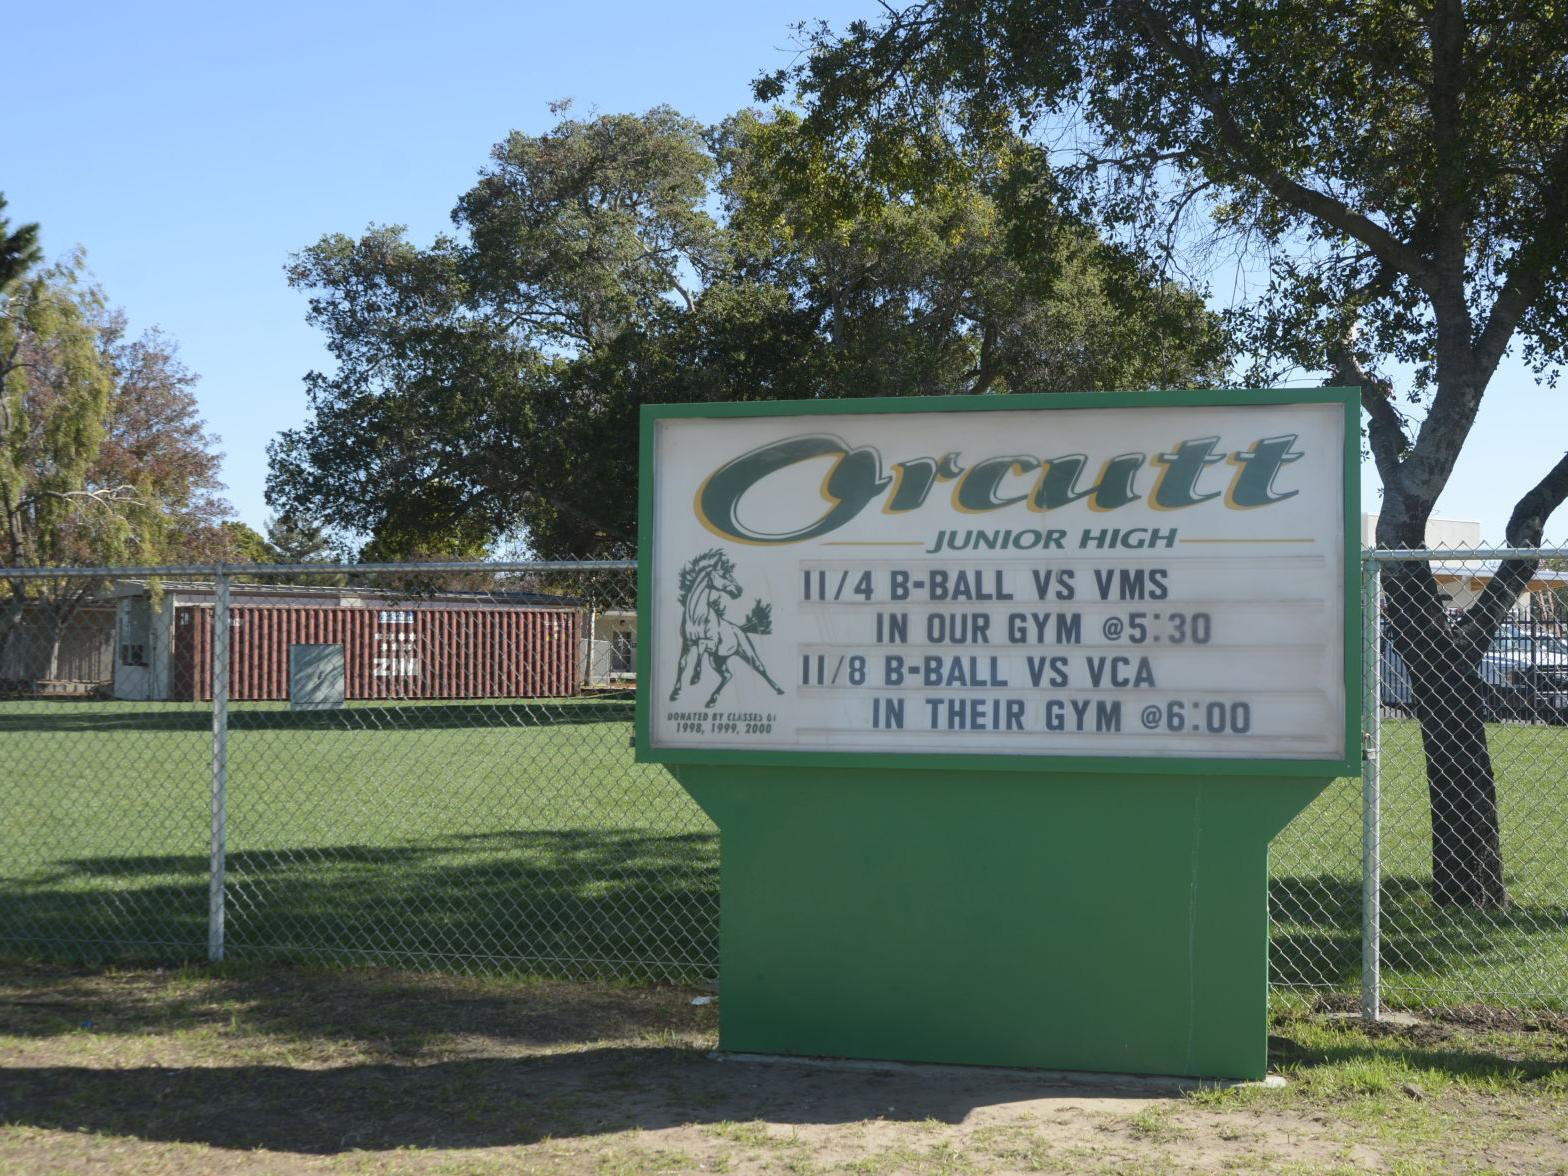 Orcutt
JUNIOR HIGH
11/4 B-BALL VS VMS
IN OUR GYM @5:30
11/8 B-BALL VS VCA
IN THEIR GYM @6:00
DONATED BY CLASSES OF
1998, 1999, 2000